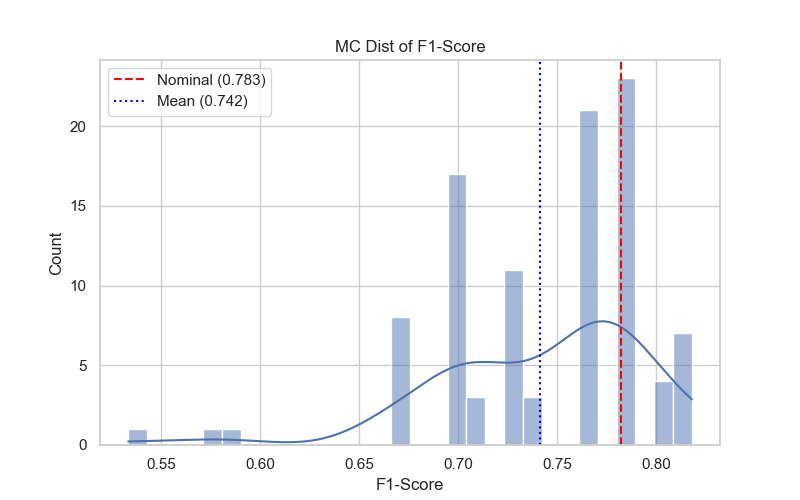 MC Dist of F1-Score
Nominal (0.783)
Mean (0.742)
Count
20
15
10
5
0
0.55 0.60 0.65 0.70 0.75 0.80
F1-Score